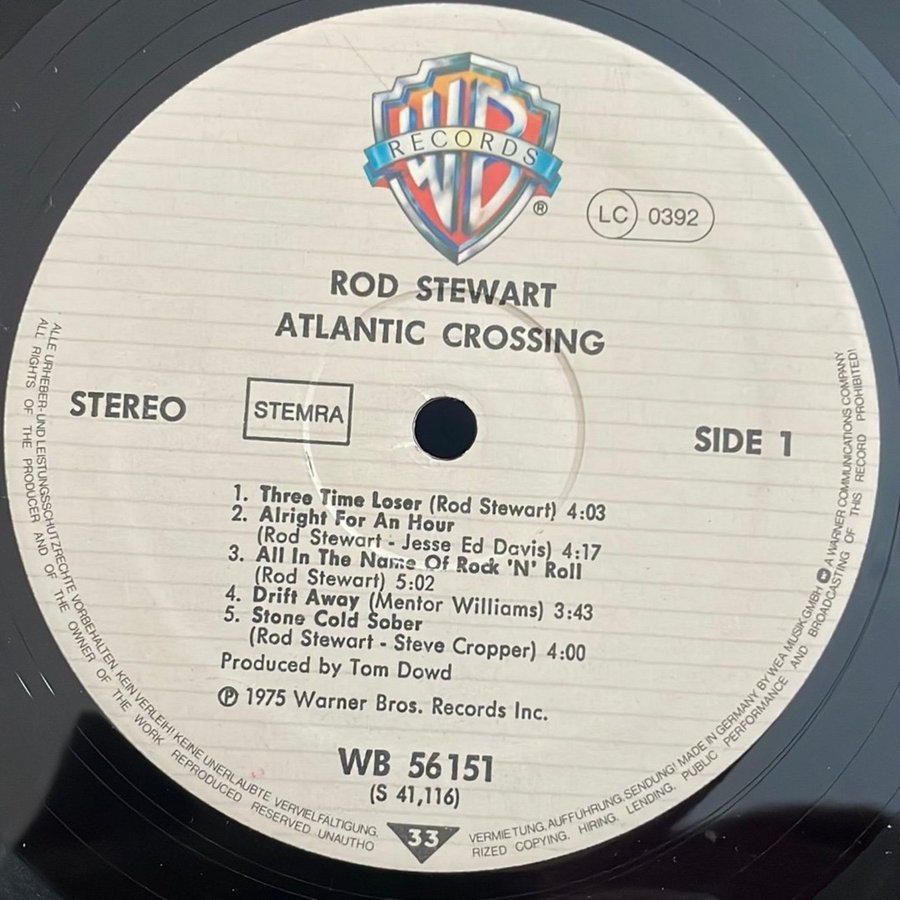 WB
RECORDS
®
LC 0392
ROD STEWART
ATLANTIC CROSSING
STEREO
STEMRA
SIDE 1
1. Three Time Loser (Rod Stewart) 4:03
2. Alright For An Hour
(Rod Stewart - Jesse Ed Davis) 4:17
3. All In The Name Of Rock 'N' Roll
(Rod Stewart) 5:02
4. Drift Away (Mentor Williams) 3:43
5. Stone Cold Sober
(Rod Stewart - Steve Cropper) 4:00
Produced by Tom Dowd
℗ 1975 Warner Bros. Records Inc.
WB 56151
(S 41,116)
33
ALLE URHEBER- UND LEISTUNGSSCHUTZRECHTE VORBEHALTEN. KEIN VERLEIH! KEINE UNERLAUBTE VERVIELFÄLTIGUNG, VERMIETUNG, AUFFÜHRUNG, SENDUNG! MADE IN GERMANY BY WEA MUSIK GMBH A WARNER COMMUNICATIONS COMPANY
ALL RIGHTS OF THE PRODUCER AND OF THE OWNER OF THE WORK REPRODUCED RESERVED UNAUTHORIZED COPYING, HIRING, LENDING, PUBLIC PERFORMANCE AND BROADCASTING OF THIS RECORD PROHIBITED!